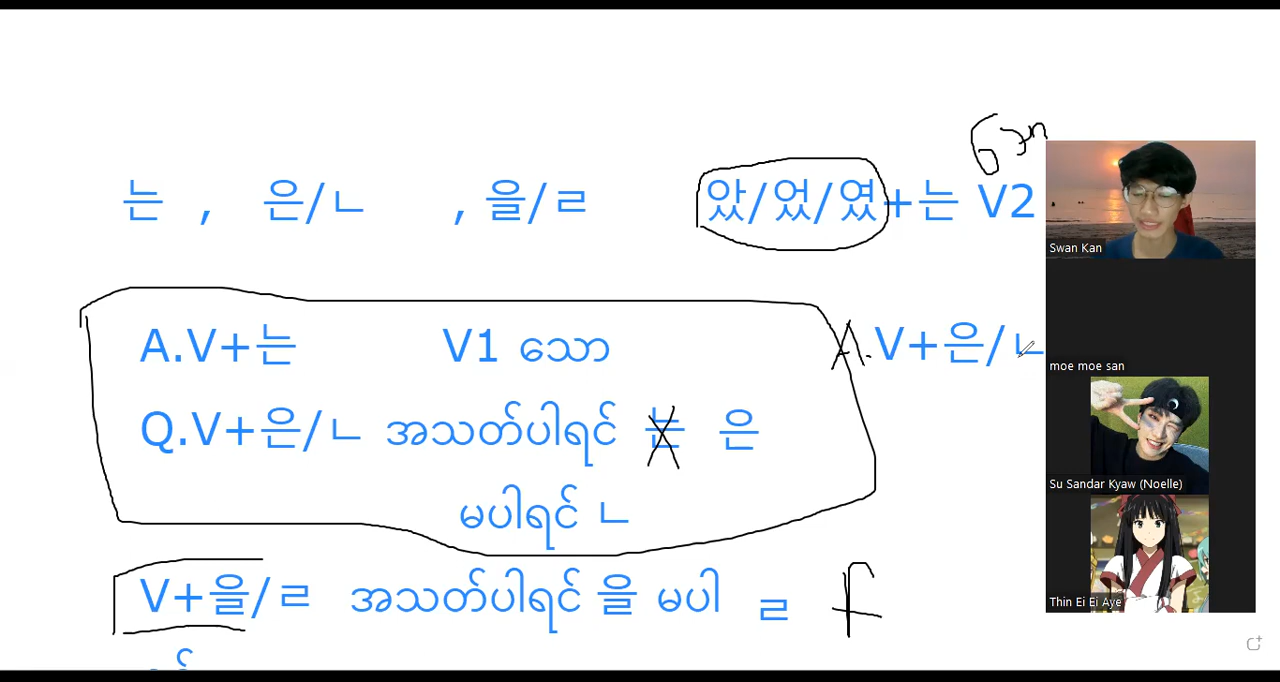 는 , 은/ㄴ , 을/ㄹ 았/었/였+는 V2
A.V+는 V1 သော
A.V+은/ㄴ
Q.V+은/ㄴ အသတ်ပါရင် 는 은
မပါရင် ㄴ
V+을/ㄹ အသတ်ပါရင် 을 မပါ ㄹ f
Swan Kan
moe moe san
Su Sandar Kyaw (Noelle)
Thin Ei Ei Aye